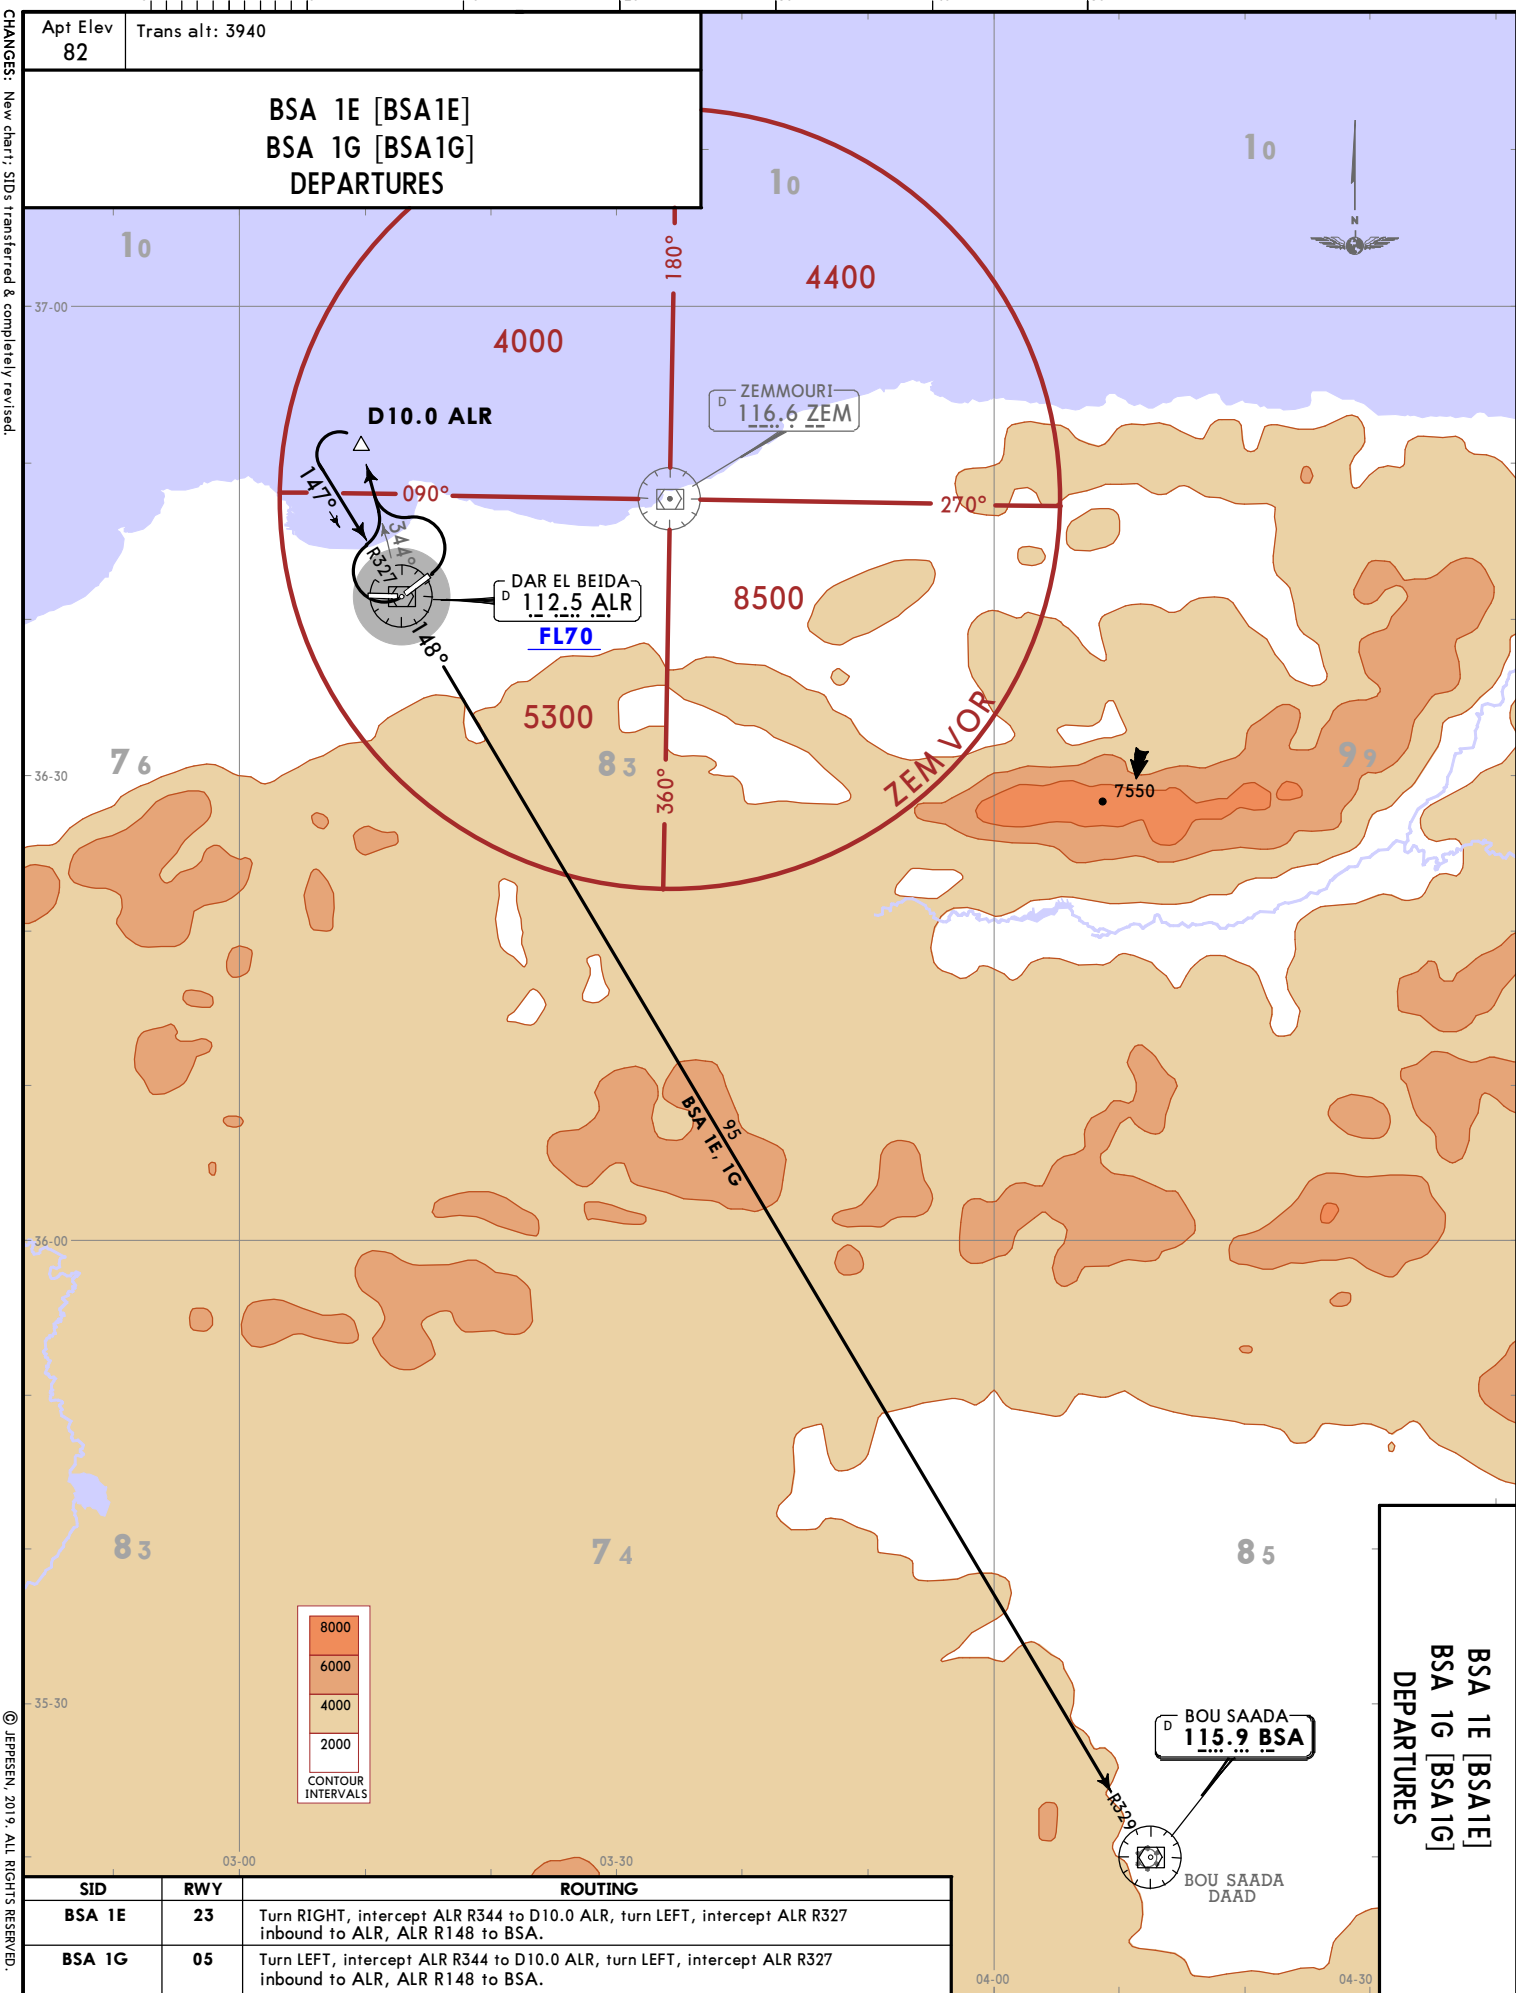 Apt Elev
82
Trans alt: 3940
BSA 1E [BSA1E]
BSA 1G [BSA1G]
DEPARTURES
CHANGES: New chart; SIDs transferred & completely revised.
10
10
10
N
180°
4400
37-00
4000
D10.0 ALR
ZEMMOURI
D 116.6 ZEM
147°
090°
270°
344°
R327
DAR EL BEIDA
D 112.5 ALR
FL70
8500
148°
5300
ZEM VOR
76
83
99
36-30
360°
7550
95
BSA 1E, 1G
36-00
83
74
85
8000
6000
4000
2000
CONTOUR
INTERVALS
35-30
BOU SAADA
D 115.9 BSA
R329
BOU SAADA
DAAD
BSA 1E [BSA1E]
BSA 1G [BSA1G]
DEPARTURES
03-00
03-30
04-00
04-30
SID RWY ROUTING
BSA 1E 23 Turn RIGHT, intercept ALR R344 to D10.0 ALR, turn LEFT, intercept ALR R327
inbound to ALR, ALR R148 to BSA.
BSA 1G 05 Turn LEFT, intercept ALR R344 to D10.0 ALR, turn LEFT, intercept ALR R327
inbound to ALR, ALR R148 to BSA.
© JEPPESEN, 2019. ALL RIGHTS RESERVED.